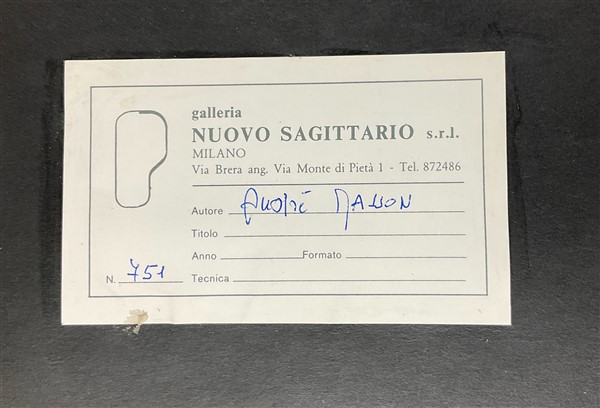 galleria
NUOVO SAGITTARIO s.r.l.
MILANO
Via Brera ang. Via Monte di Pietà 1 - Tel. 872486
Autore André Masson
Titolo
Anno Formato
N. 751 Tecnica